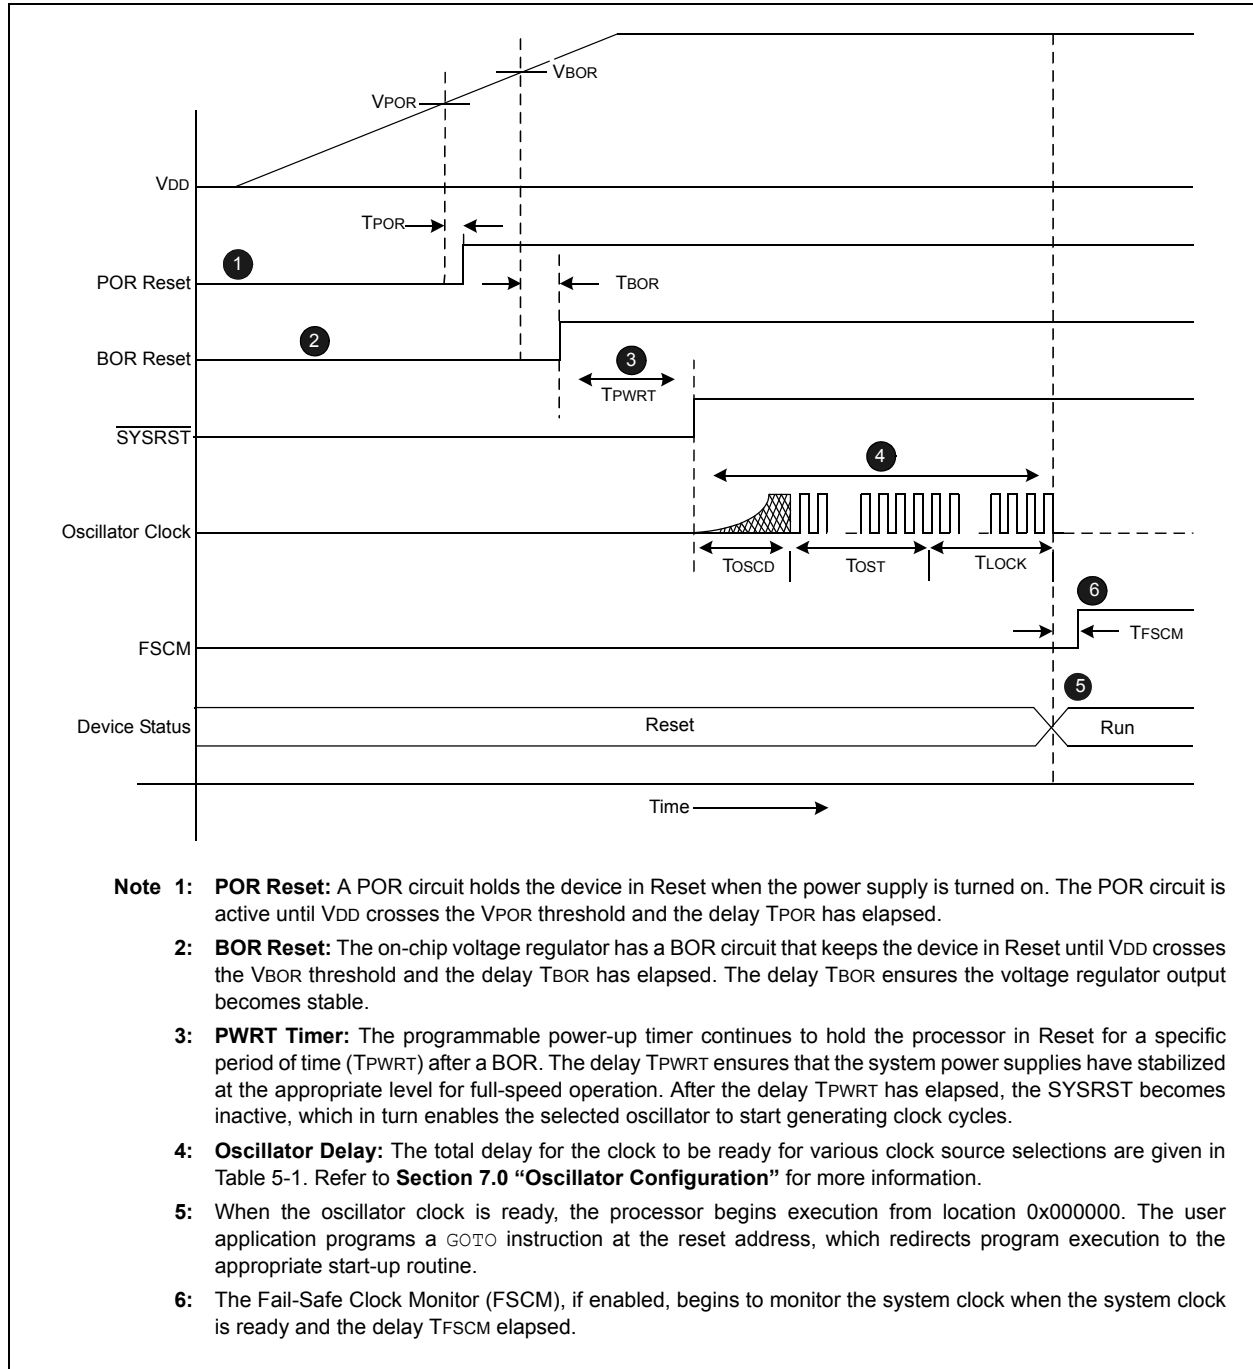 VBOR
VPOR
VDD
TPOR
1
POR Reset
TBOR
2
BOR Reset
3
TPWRT
SYSRST
4
Oscillator Clock
TOSCD
TOST
TLOCK
6
TFSCM
FSCM
5
Device Status
Reset
Run
Time
Note 1: POR Reset: A POR circuit holds the device in Reset when the power supply is turned on. The POR circuit is
active until VDD crosses the VPOR threshold and the delay TPOR has elapsed.
2: BOR Reset: The on-chip voltage regulator has a BOR circuit that keeps the device in Reset until VDD crosses
the VBOR threshold and the delay TBOR has elapsed. The delay TBOR ensures the voltage regulator output
becomes stable.
3: PWRT Timer: The programmable power-up timer continues to hold the processor in Reset for a specific
period of time (TPWRT) after a BOR. The delay TPWRT ensures that the system power supplies have stabilized
at the appropriate level for full-speed operation. After the delay TPWRT has elapsed, the SYSRST becomes
inactive, which in turn enables the selected oscillator to start generating clock cycles.
4: Oscillator Delay: The total delay for the clock to be ready for various clock source selections are given in
Table 5-1. Refer to Section 7.0 “Oscillator Configuration” for more information.
5: When the oscillator clock is ready, the processor begins execution from location 0x000000. The user
application programs a GOTO instruction at the reset address, which redirects program execution to the
appropriate start-up routine.
6: The Fail-Safe Clock Monitor (FSCM), if enabled, begins to monitor the system clock when the system clock
is ready and the delay TFSCM elapsed.